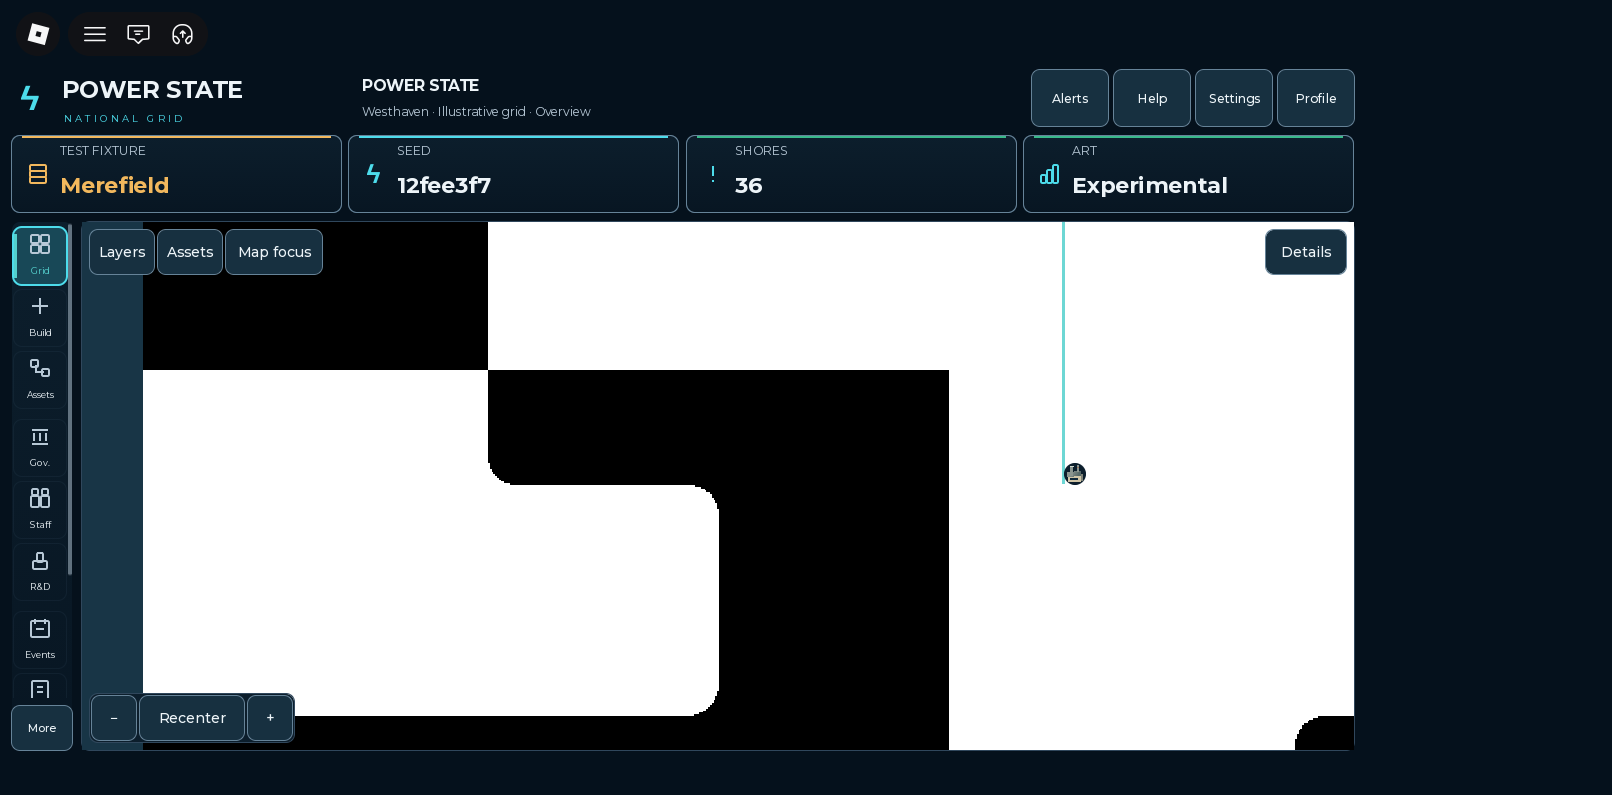 POWER STATE
NATIONAL GRID
POWER STATE
Westhaven · Illustrative grid · Overview
Alerts
Help
Settings
Profile
TEST FIXTURE
Merefield
SEED
12fee3f7
SHORES
36
ART
Experimental
Grid
Build
Assets
Gov.
Staff
R&D
Events
More
Layers
Assets
Map focus
Details
−
Recenter
+